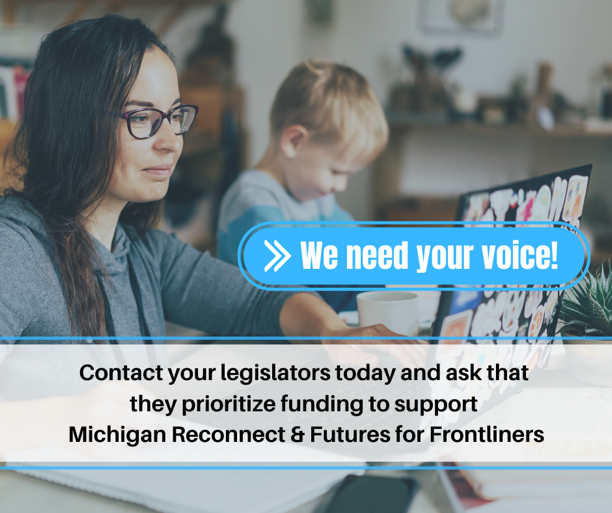 We need your voice!
Contact your legislators today and ask that
they prioritize funding to support
Michigan Reconnect & Futures for Frontliners